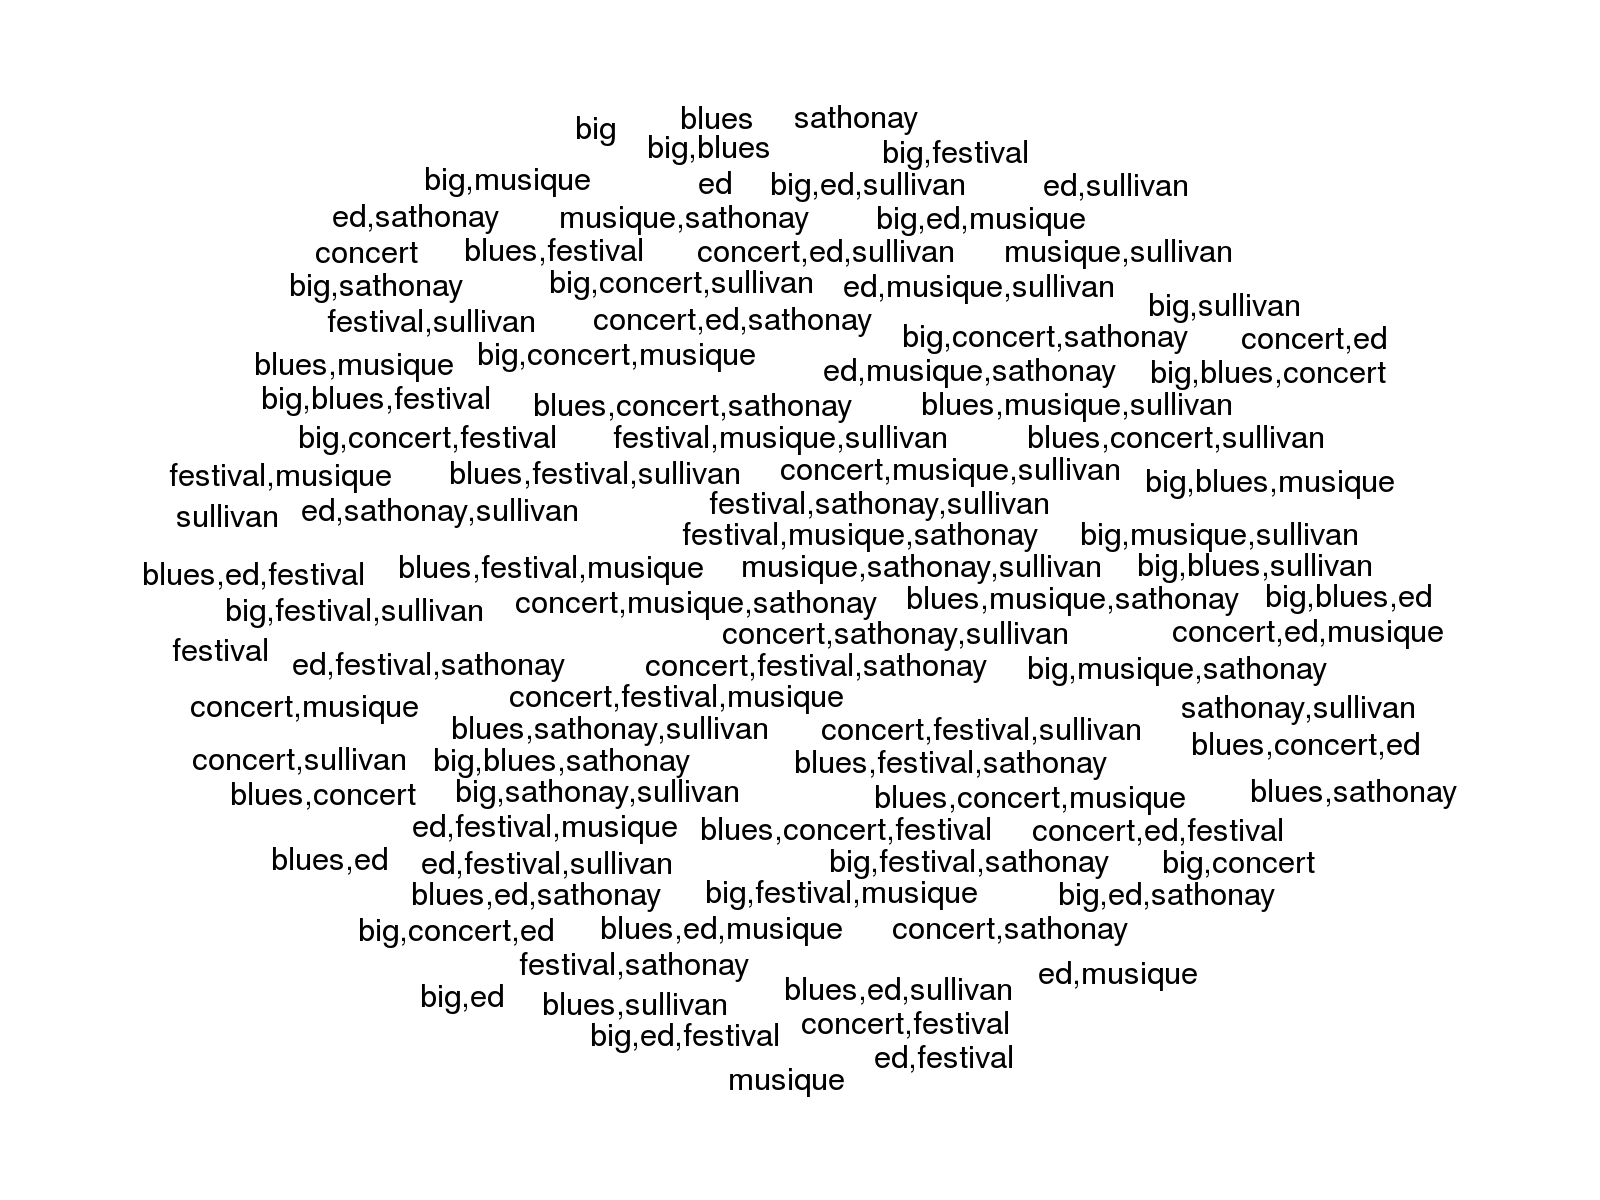 big blues sathonay
big,blues big,festival
big,musique ed big,ed,sullivan ed,sullivan
ed,sathonay musique,sathonay big,ed,musique
concert blues,festival concert,ed,sullivan musique,sullivan
big,sathonay big,concert,sullivan ed,musique,sullivan
big,sullivan
festival,sullivan concert,ed,sathonay
big,concert,sathonay concert,ed
blues,musique big,concert,musique
ed,musique,sathonay big,blues,concert
big,blues,festival blues,concert,sathonay blues,musique,sullivan
big,concert,festival festival,musique,sullivan blues,concert,sullivan
festival,musique blues,festival,sullivan concert,musique,sullivan big,blues,musique
sullivan ed,sathonay,sullivan festival,sathonay,sullivan
festival,musique,sathonay big,musique,sullivan
blues,ed,festival blues,festival,musique musique,sathonay,sullivan big,blues,sullivan
big,festival,sullivan concert,musique,sathonay blues,musique,sathonay big,blues,ed
concert,sathonay,sullivan concert,ed,musique
festival ed,festival,sathonay concert,festival,sathonay big,musique,sathonay
concert,musique concert,festival,musique sathonay,sullivan
blues,sathonay,sullivan concert,festival,sullivan
blues,concert,ed
concert,sullivan big,blues,sathonay blues,festival,sathonay
blues,concert big,sathonay,sullivan blues,concert,musique blues,sathonay
ed,festival,musique blues,concert,festival concert,ed,festival
blues,ed ed,festival,sullivan big,festival,sathonay big,concert
blues,ed,sathonay big,festival,musique big,ed,sathonay
big,concert,ed blues,ed,musique concert,sathonay
festival,sathonay ed,musique
big,ed blues,sullivan blues,ed,sullivan
big,ed,festival concert,festival
ed,festival
musique